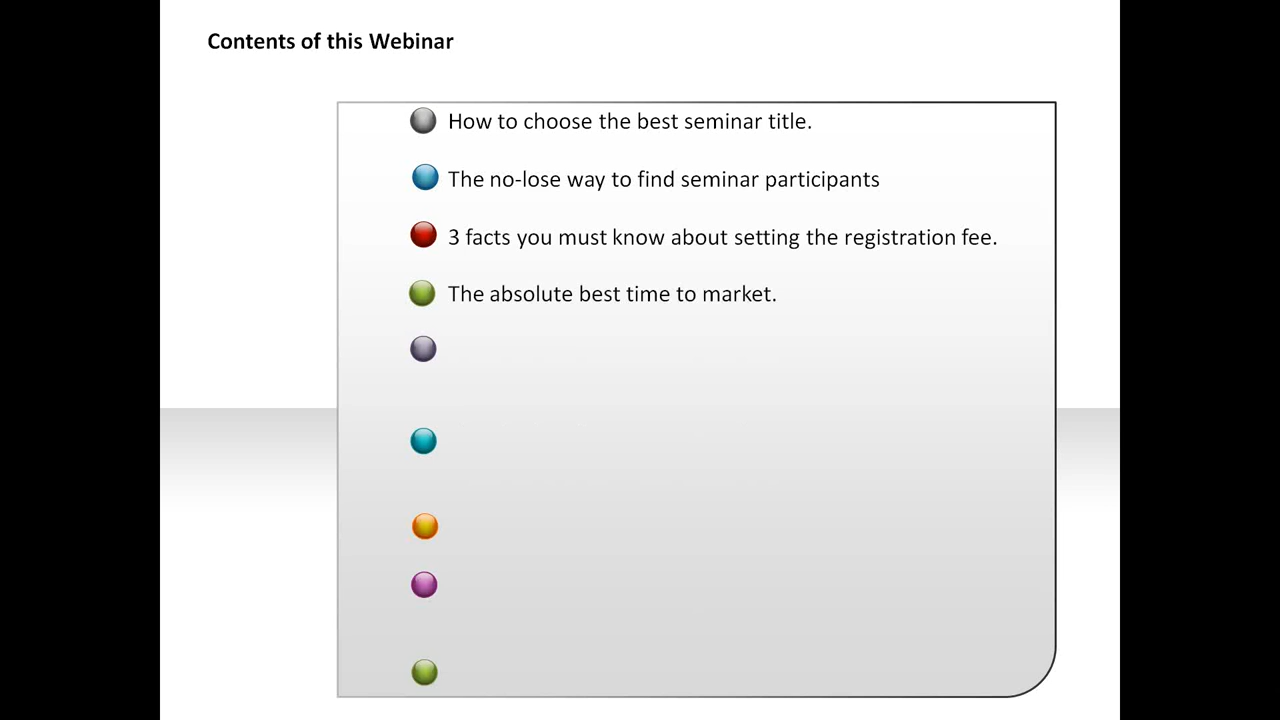 Contents of this Webinar
How to choose the best seminar title.
The no-lose way to find seminar participants
3 facts you must know about setting the registration fee.
The absolute best time to market.